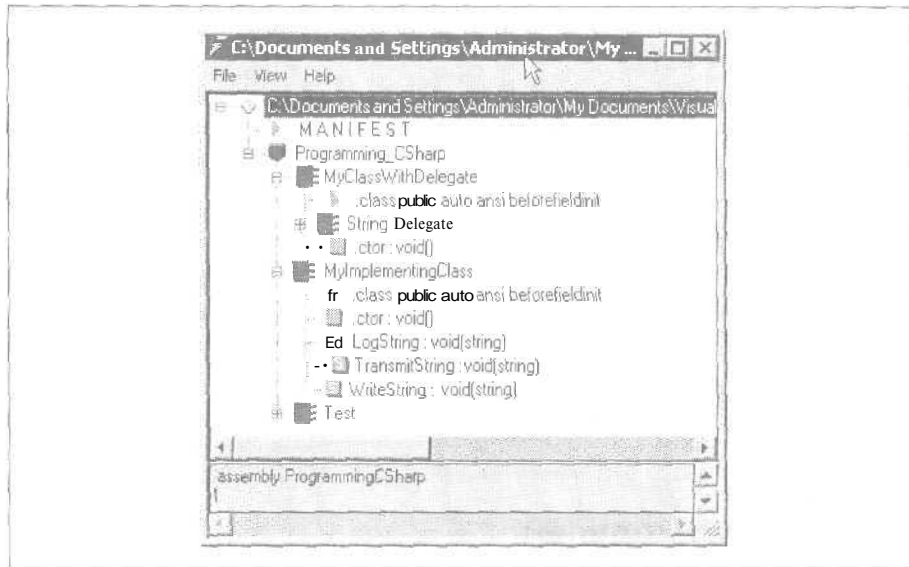 C:\Documents and Settings\Administrator\My ...
File View Help
C:\Documents and Settings\Administrator\My Documents\Visual
MANIFEST
Programming_CSharp
MyClassWithDelegate
.class public auto ansi beforefieldinit
String Delegate
.ctor : void()
MyImplementingClass
fr .class public auto ansi beforefieldinit
.ctor : void()
Ed LogString : void(string)
TransmitString : void(string)
WriteString : void(string)
Test
assembly ProgrammingCSharp